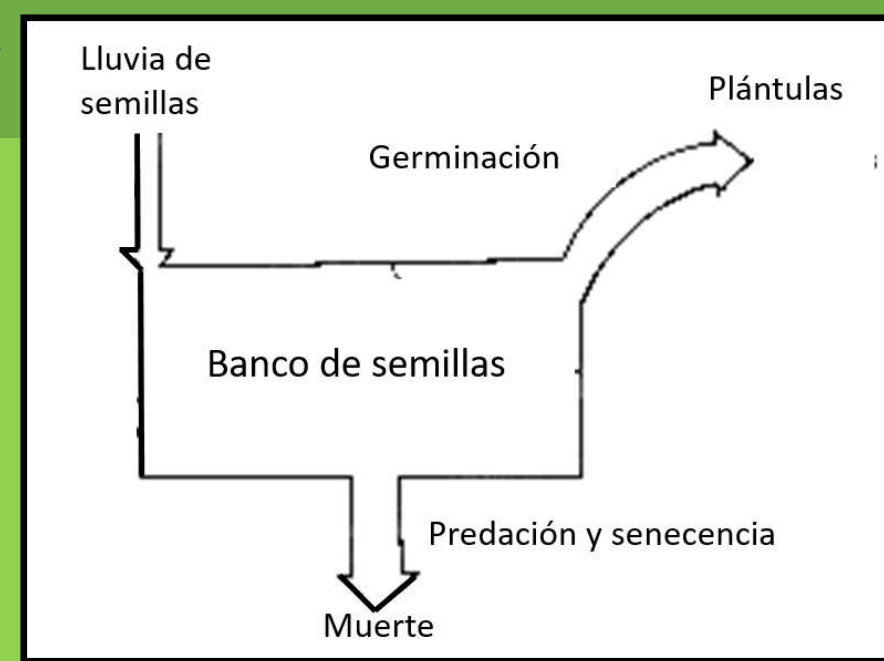 Lluvia de
semillas
Plántulas
Germinación
Banco de semillas
Predación y senecencia
Muerte